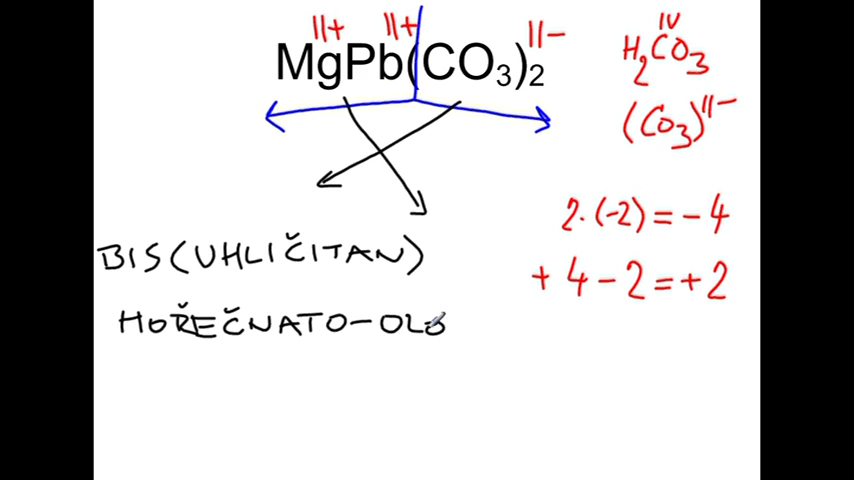 II+ II+ II-
MgPb(CO₃)₂
IV
H₂CO₃
(CO₃)II-
2·(-2)=-4
+4-2=+2
BIS(UHLIČITAN)
HOŘEČNATO-OLO